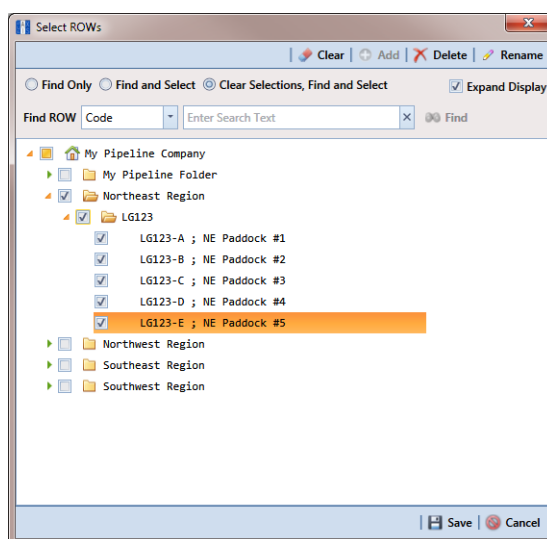 Select ROWs
Clear Add Delete Rename
Find Only Find and Select Clear Selections, Find and Select Expand Display
Find ROW Code Enter Search Text Find
My Pipeline Company
My Pipeline Folder
Northeast Region
LG123
LG123-A ; NE Paddock #1
LG123-B ; NE Paddock #2
LG123-C ; NE Paddock #3
LG123-D ; NE Paddock #4
LG123-E ; NE Paddock #5
Northwest Region
Southeast Region
Southwest Region
Save Cancel